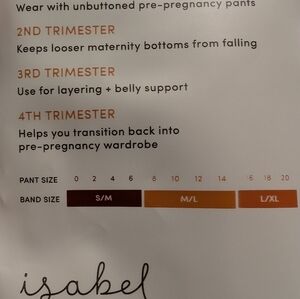 Wear with unbuttoned pre-pregnancy pants
2ND TRIMESTER
Keeps looser maternity bottoms from falling
3RD TRIMESTER
Use for layering + belly support
4TH TRIMESTER
Helps you transition back into
pre-pregnancy wardrobe
PANT SIZE 0 2 4 6 8 10 12 14 16 18 20
BAND SIZE S/M M/L L/XL
isabel